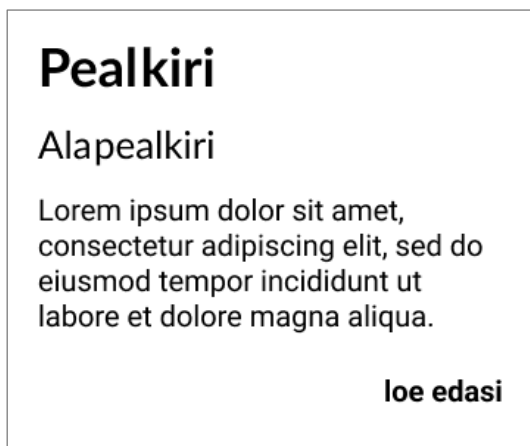 Pealkiri
Alapealkiri
Lorem ipsum dolor sit amet,
consectetur adipiscing elit, sed do
eiusmod tempor incididunt ut
labore et dolore magna aliqua.
loe edasi